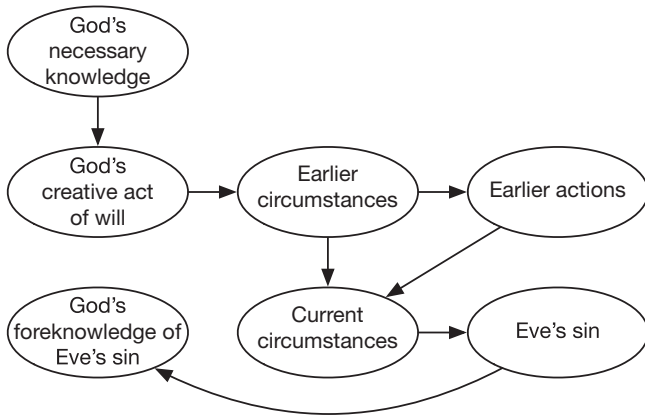 God’s
necessary
knowledge
God’s
creative act
of will
Earlier
circumstances
Earlier actions
God’s
foreknowledge of
Eve’s sin
Current
circumstances
Eve’s sin